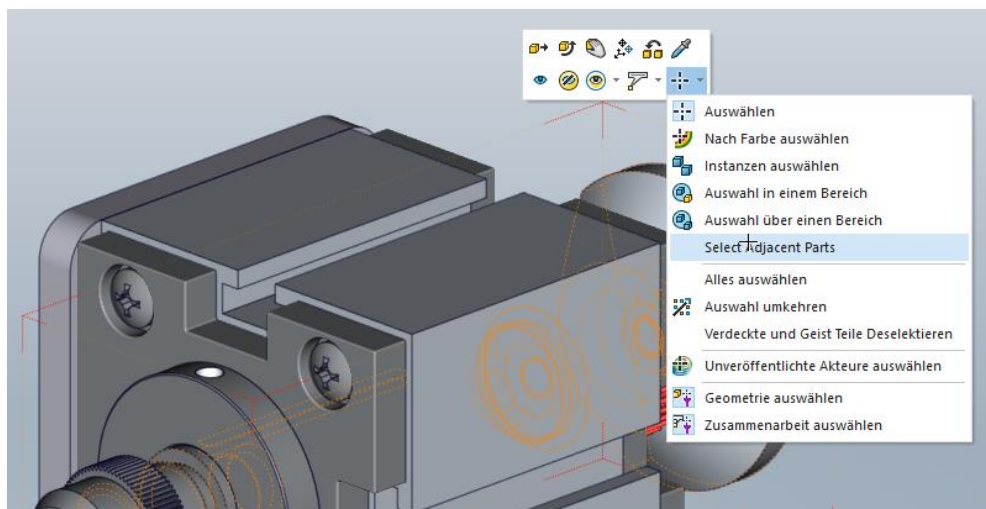 Auswählen
Nach Farbe auswählen
Instanzen auswählen
Auswahl in einem Bereich
Auswahl über einen Bereich
Select Adjacent Parts
Alles auswählen
Auswahl umkehren
Verdeckte und Geist Teile Deselektieren
Unveröffentlichte Akteure auswählen
Geometrie auswählen
Zusammenarbeit auswählen